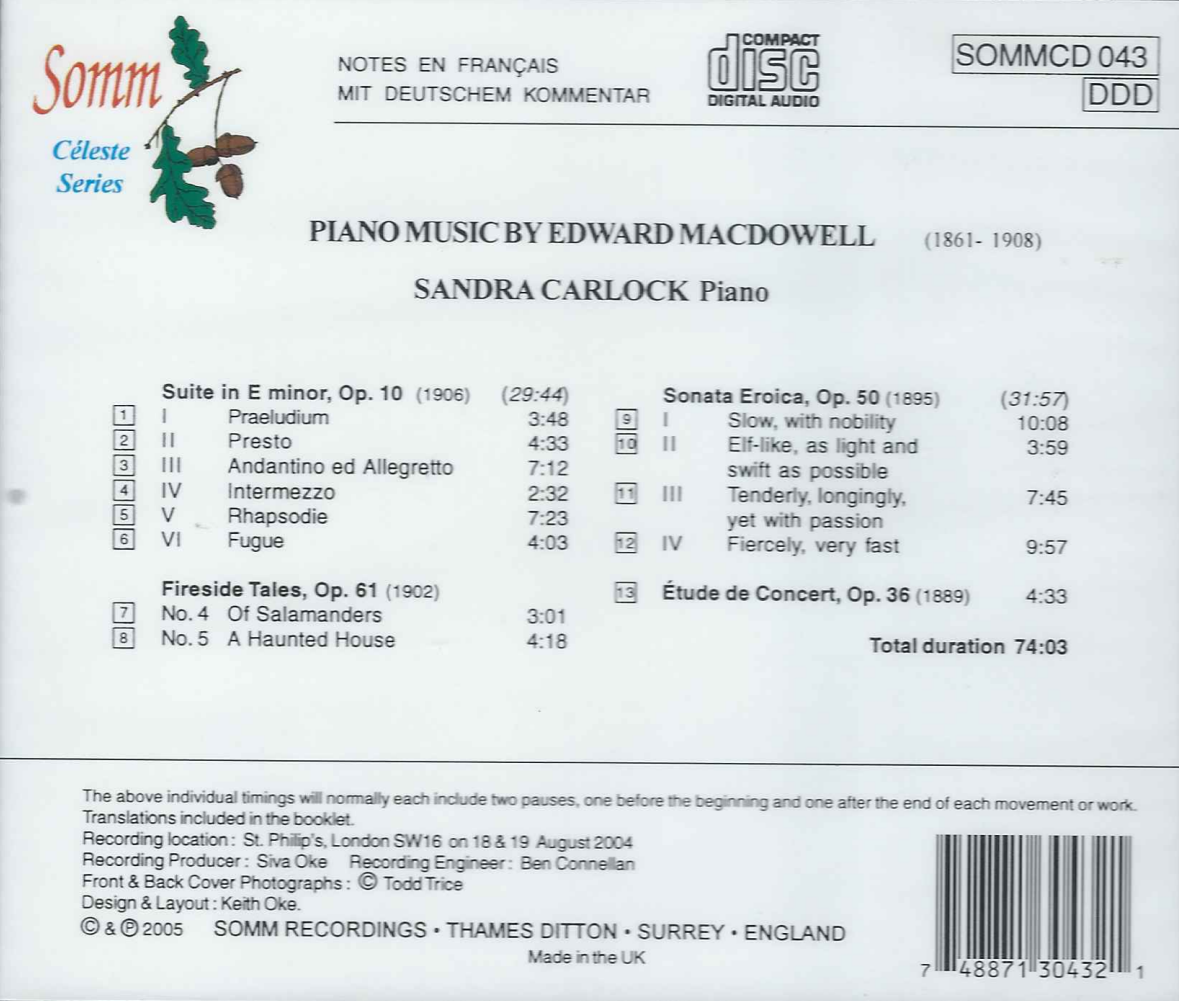 Somm
Céleste
Series
NOTES EN FRANÇAIS
MIT DEUTSCHEM KOMMENTAR
COMPACT
disc
DIGITAL AUDIO
SOMMCD 043
DDD
PIANO MUSIC BY EDWARD MACDOWELL (1861- 1908)
SANDRA CARLOCK Piano
Suite in E minor, Op. 10 (1906) (29:44)
1 I Praeludium 3:48
2 II Presto 4:33
3 III Andantino ed Allegretto 7:12
4 IV Intermezzo 2:32
5 V Rhapsodie 7:23
6 VI Fugue 4:03
Fireside Tales, Op. 61 (1902)
7 No. 4 Of Salamanders 3:01
8 No. 5 A Haunted House 4:18
Sonata Eroica, Op. 50 (1895) (31:57)
9 I Slow, with nobility 10:08
10 II Elf-like, as light and 3:59
swift as possible
11 III Tenderly, longingly, 7:45
yet with passion
12 IV Fiercely, very fast 9:57
13 Étude de Concert, Op. 36 (1889) 4:33
Total duration 74:03
The above individual timings will normally each include two pauses, one before the beginning and one after the end of each movement or work.
Translations included in the booklet.
Recording location : St. Philip's, London SW16 on 18 & 19 August 2004
Recording Producer : Siva Oke Recording Engineer : Ben Connellan
Front & Back Cover Photographs : © Todd Trice
Design & Layout : Keith Oke.
© & ℗ 2005 SOMM RECORDINGS • THAMES DITTON • SURREY • ENGLAND
Made in the UK
7 48871 30432 1